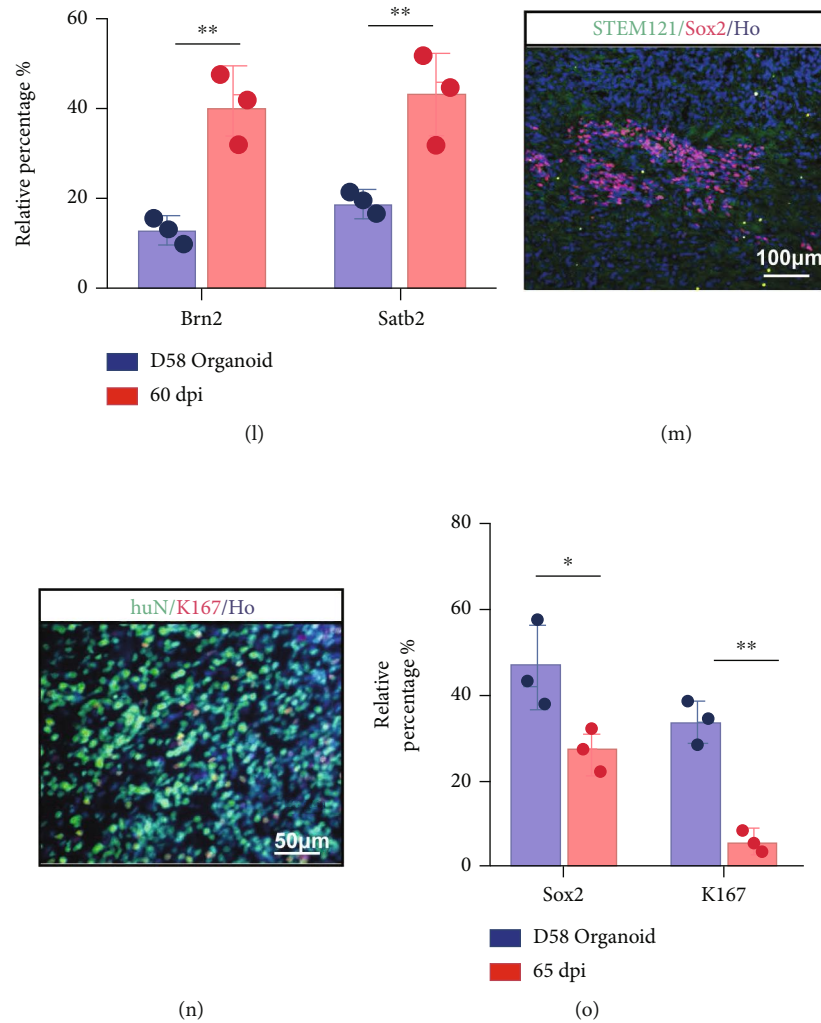 60
40
20
0
Relative percentage %
**
**
Brn2
Satb2
D58 Organoid
60 dpi
(l)
STEM121/Sox2/Ho
100µm
(m)
huN/K167/Ho
50µm
(n)
80
60
40
20
0
Relative
percentage %
*
**
Sox2
K167
D58 Organoid
65 dpi
(o)